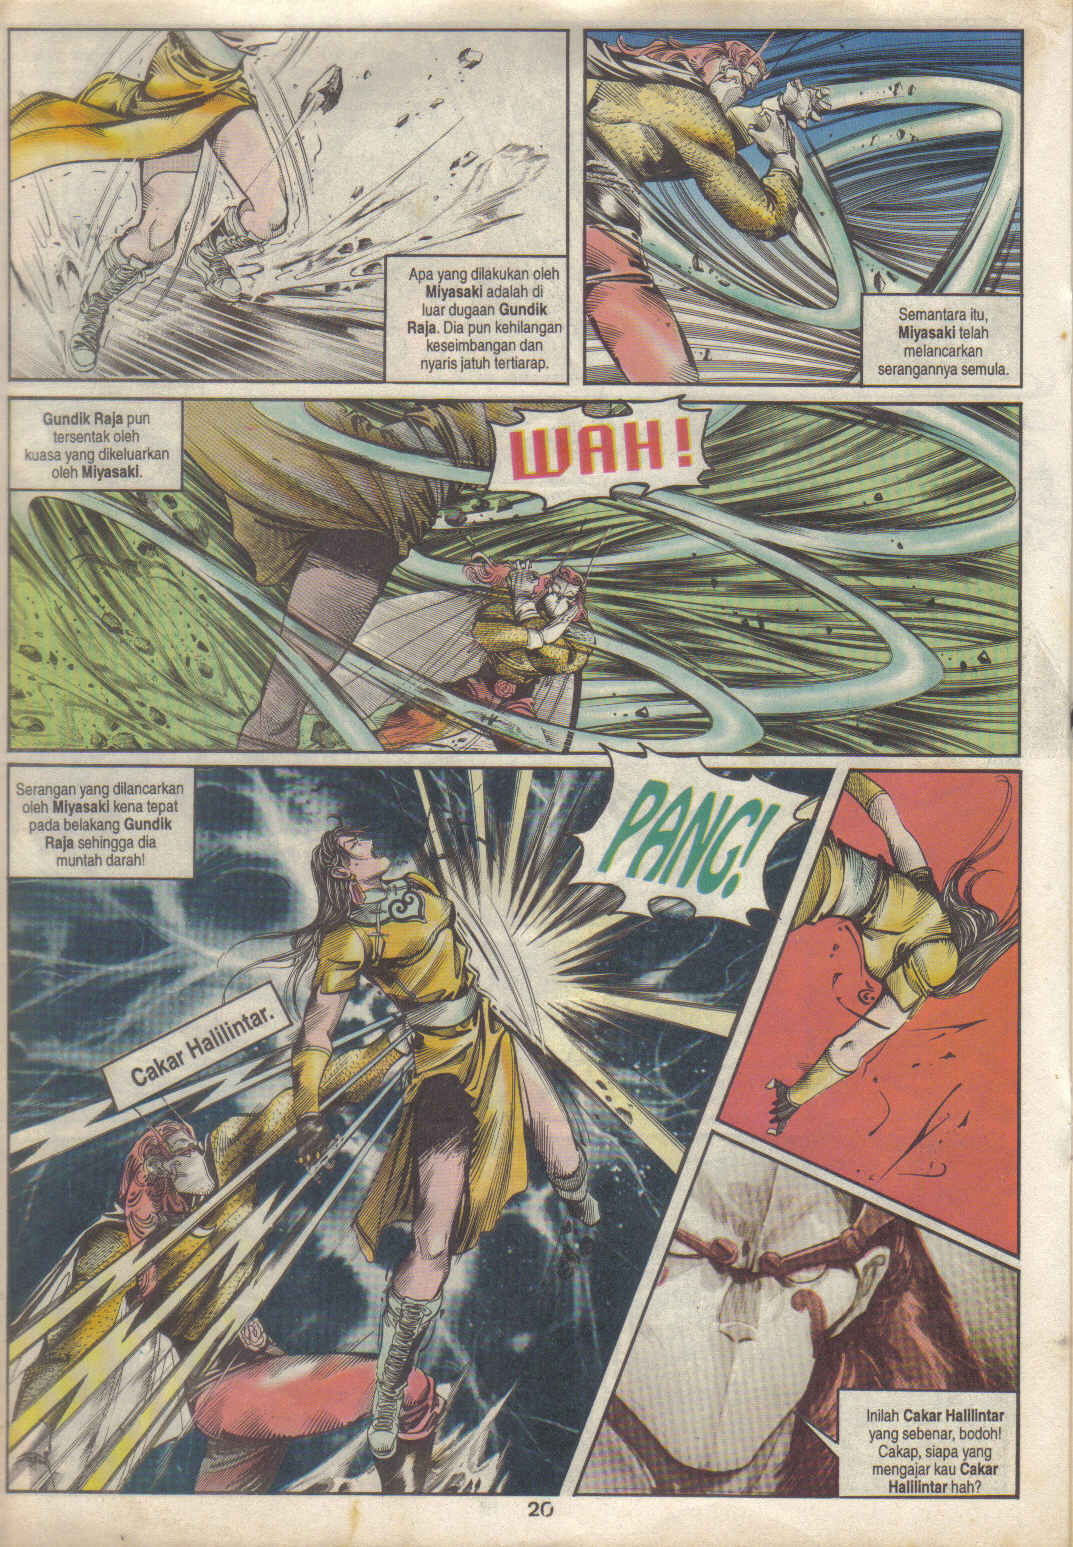 Apa yang dilakukan oleh
Miyasaki adalah di
luar dugaan Gundik
Raja. Dia pun kehilangan
keseimbangan dan
nyaris jatuh tertiarap.
Semantara itu,
Miyasaki telah
melancarkan
serangannya semula.
Gundik Raja pun
tersentak oleh
kuasa yang dikeluarkan
oleh Miyasaki.
WAH!
Serangan yang dilancarkan
oleh Miyasaki kena tepat
pada belakang Gundik
Raja sehingga dia
muntah darah!
PANG!
Cakar Halilintar.
Inilah Cakar Halilintar
yang sebenar, bodoh!
Cakap, siapa yang
mengajar kau Cakar
Halilintar hah?
20